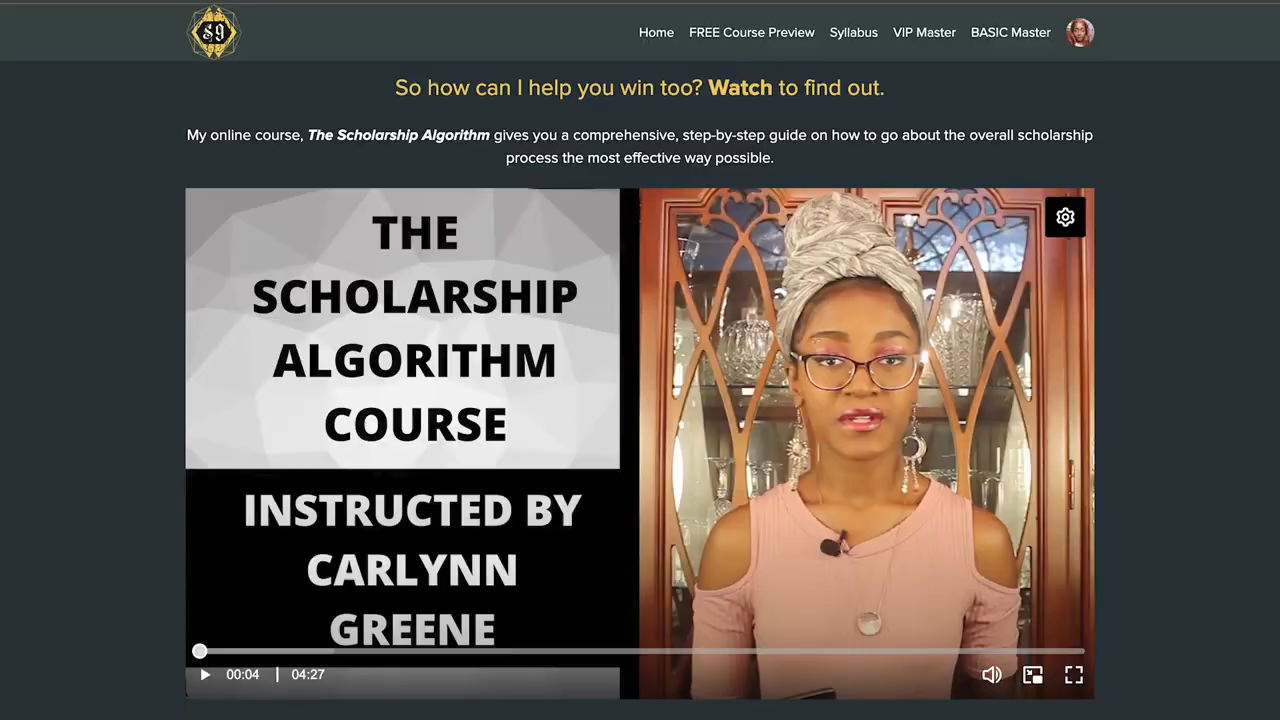 S9
Home FREE Course Preview Syllabus VIP Master BASIC Master
So how can I help you win too? Watch to find out.
My online course, The Scholarship Algorithm gives you a comprehensive, step-by-step guide on how to go about the overall scholarship
process the most effective way possible.
THE
SCHOLARSHIP
ALGORITHM
COURSE
INSTRUCTED BY
CARLYNN
GREENE
00:04 | 04:27